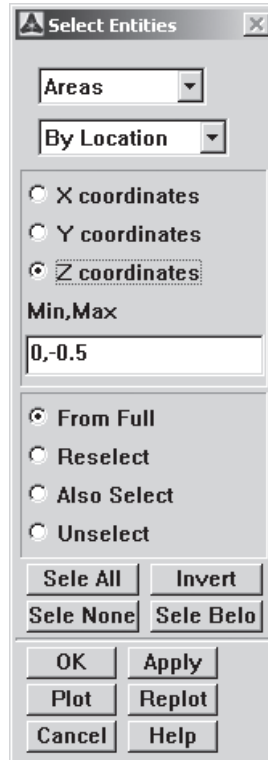 Select Entities
Areas
By Location
X coordinates
Y coordinates
Z coordinates
Min,Max
0,-0.5
From Full
Reselect
Also Select
Unselect
Sele All Invert
Sele None Sele Belo
OK Apply
Plot Replot
Cancel Help